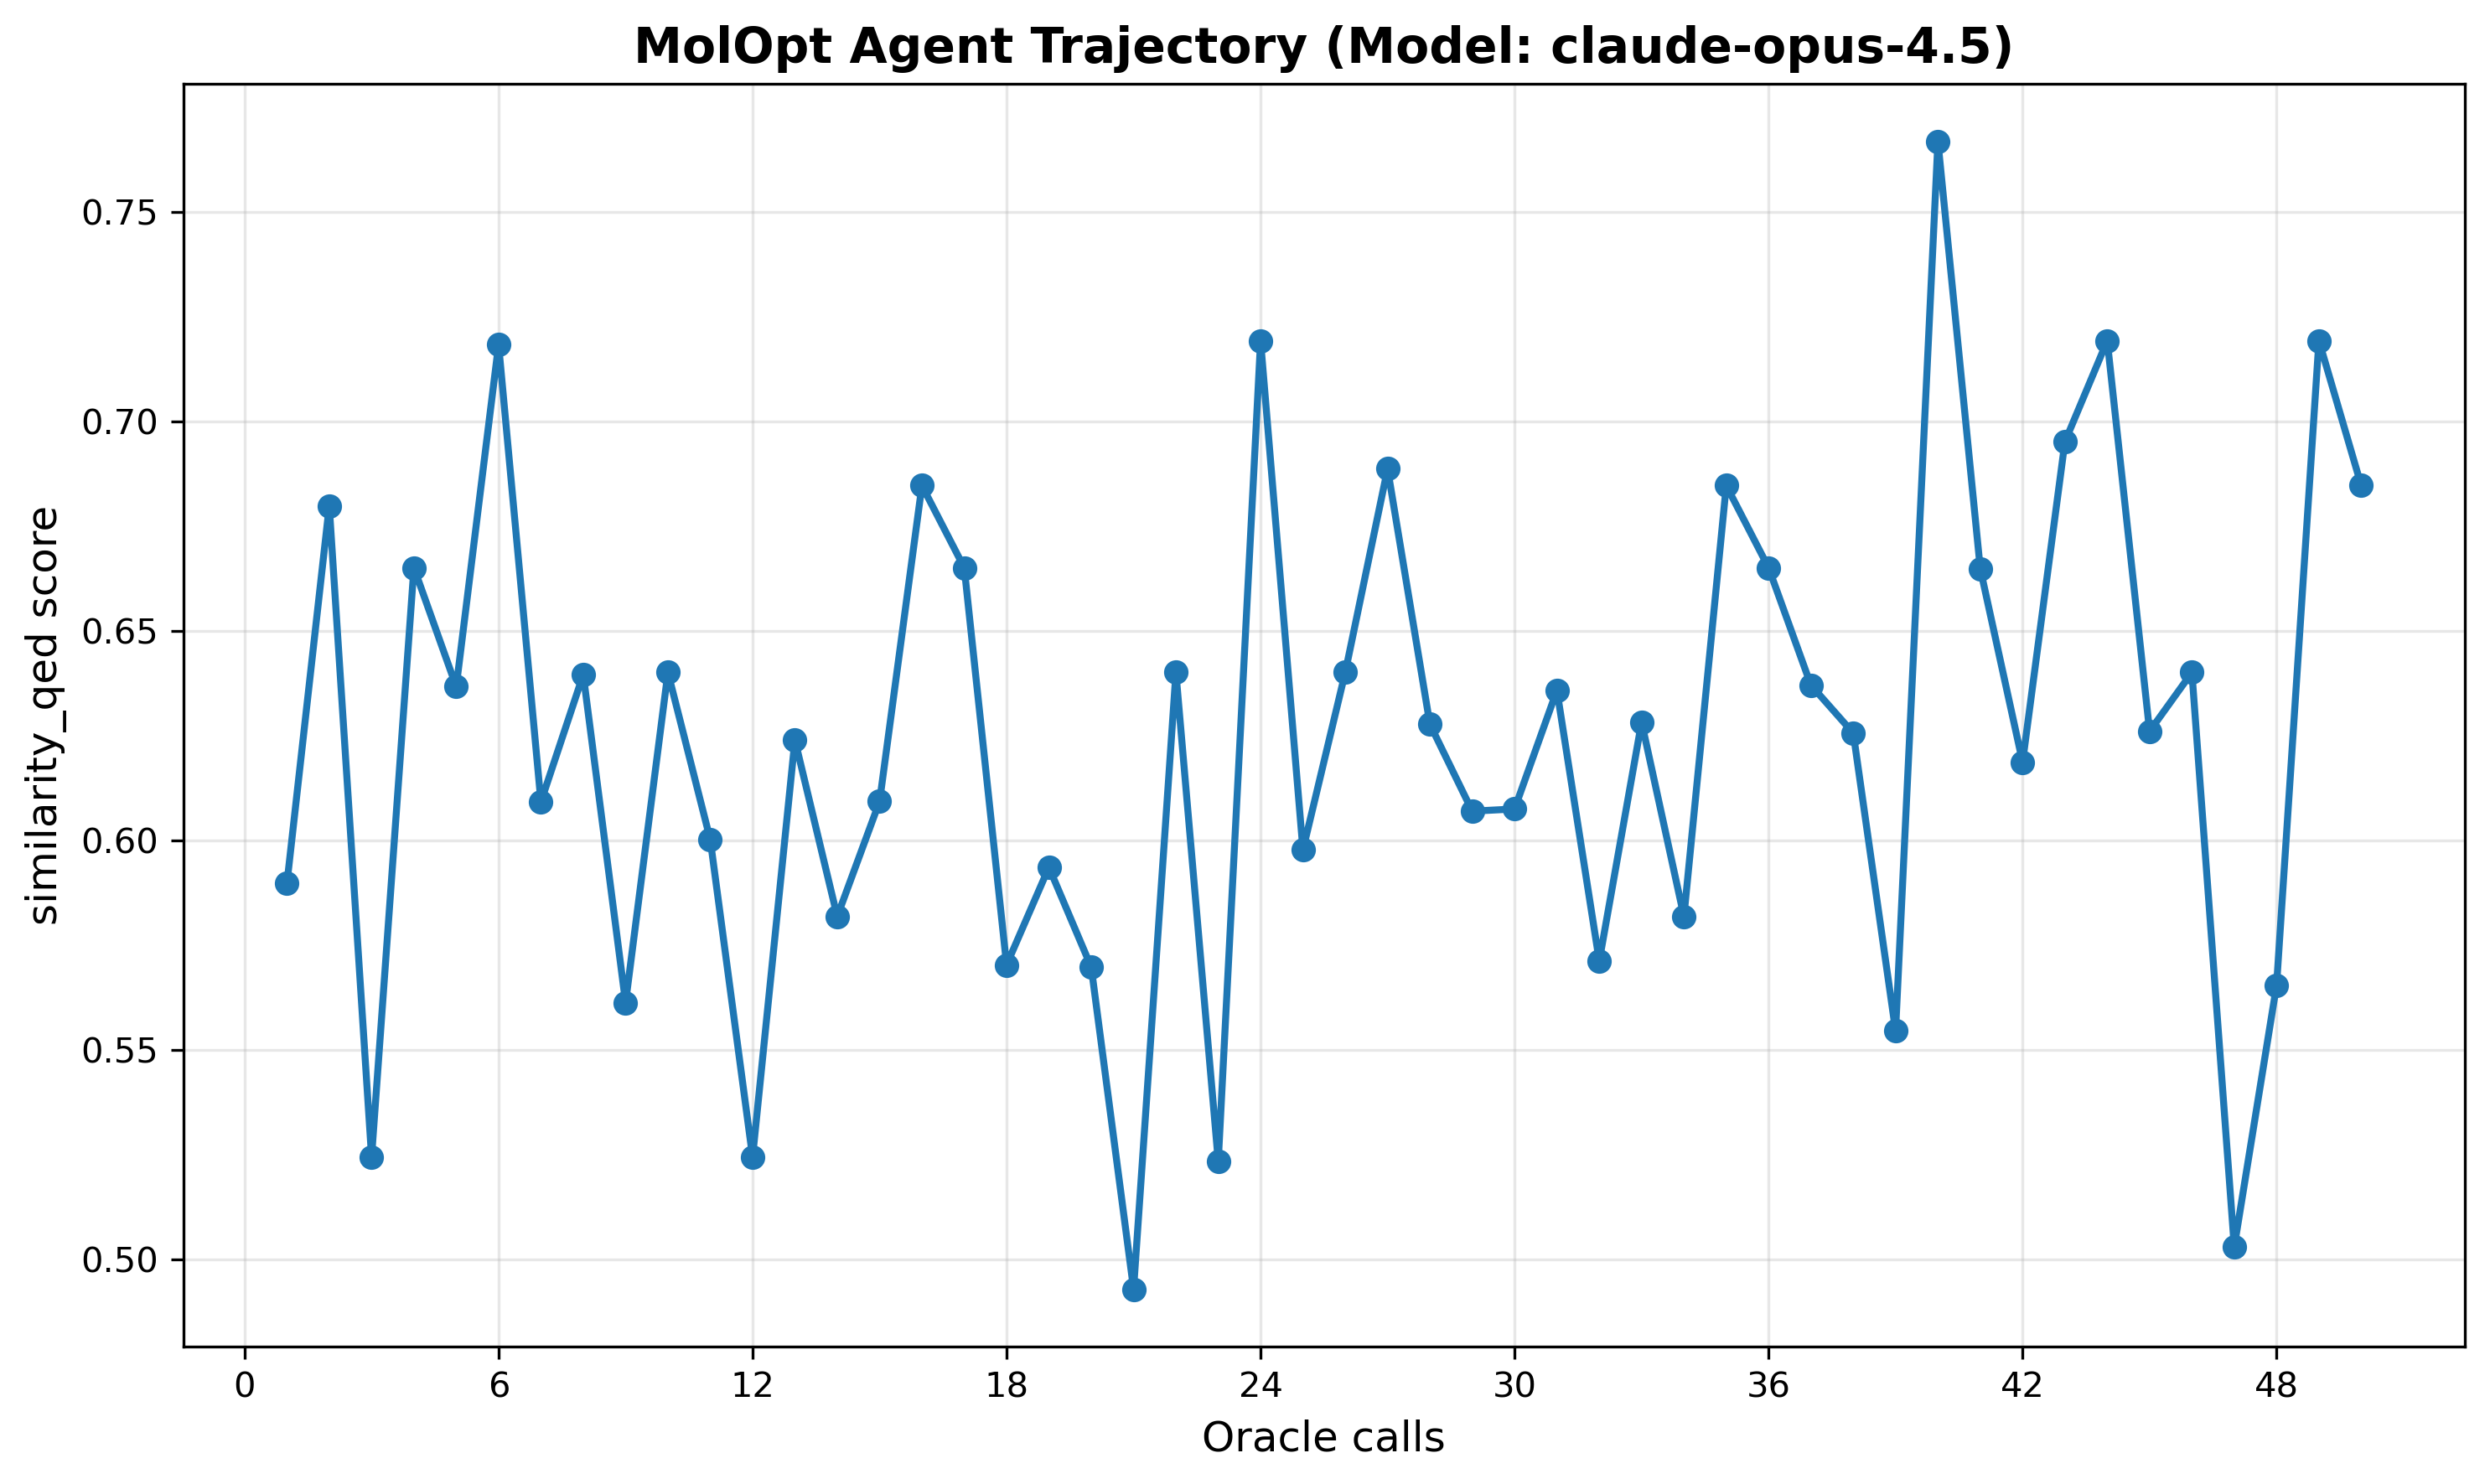 MolOpt Agent Trajectory (Model: claude-opus-4.5)
similarity_qed score
0.75
0.70
0.65
0.60
0.55
0.50
0 6 12 18 24 30 36 42 48
Oracle calls